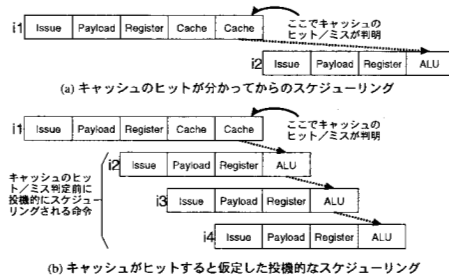 i1 Issue Payload Register Cache Cache
ここでキャッシュの
ヒット／ミスが判明
i2 Issue Payload Register ALU
(a) キャッシュのヒットが分かってからのスケジューリング
i1 Issue Payload Register Cache Cache
ここでキャッシュの
ヒット／ミスが判明
キャッシュのヒッ
ト／ミス判定前に
投機的にスケジュ
ーリングされる命令
i2 Issue Payload Register ALU
i3 Issue Payload Register ALU
i4 Issue Payload Register ALU
(b) キャッシュがヒットすると仮定した投機的なスケジューリング